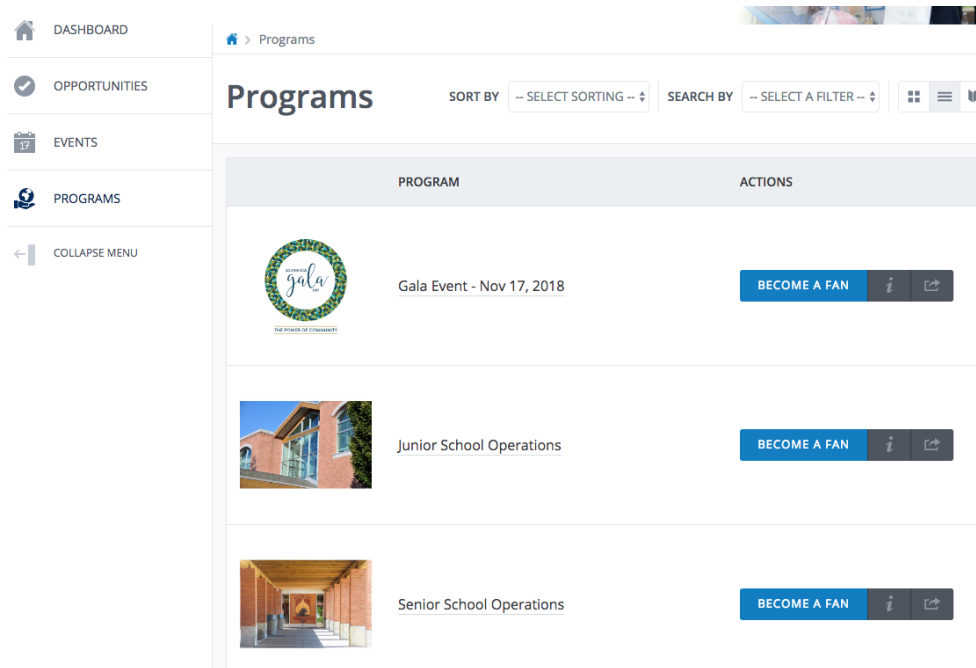 DASHBOARD
OPPORTUNITIES
17
EVENTS
PROGRAMS
COLLAPSE MENU
> Programs
Programs
SORT BY -- SELECT SORTING -- SEARCH BY -- SELECT A FILTER --
PROGRAM ACTIONS
gala
THE POWER OF COMMUNITY
Gala Event - Nov 17, 2018 BECOME A FAN i
Junior School Operations BECOME A FAN i
Senior School Operations BECOME A FAN i